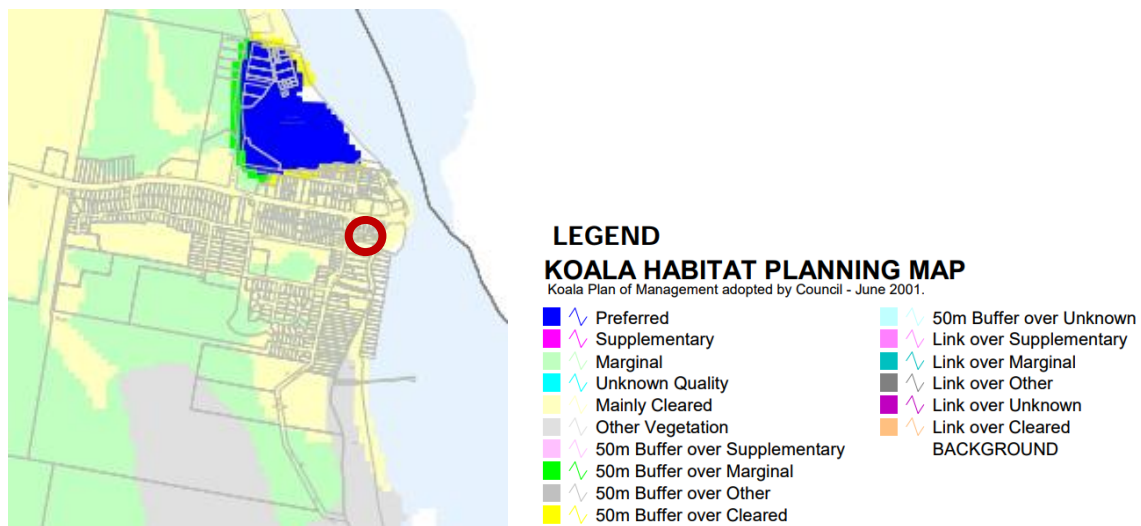 LEGEND
KOALA HABITAT PLANNING MAP
Koala Plan of Management adopted by Council - June 2001.
Preferred
Supplementary
Marginal
Unknown Quality
Mainly Cleared
Other Vegetation
50m Buffer over Supplementary
50m Buffer over Marginal
50m Buffer over Other
50m Buffer over Cleared
50m Buffer over Unknown
Link over Supplementary
Link over Marginal
Link over Other
Link over Unknown
Link over Cleared
BACKGROUND